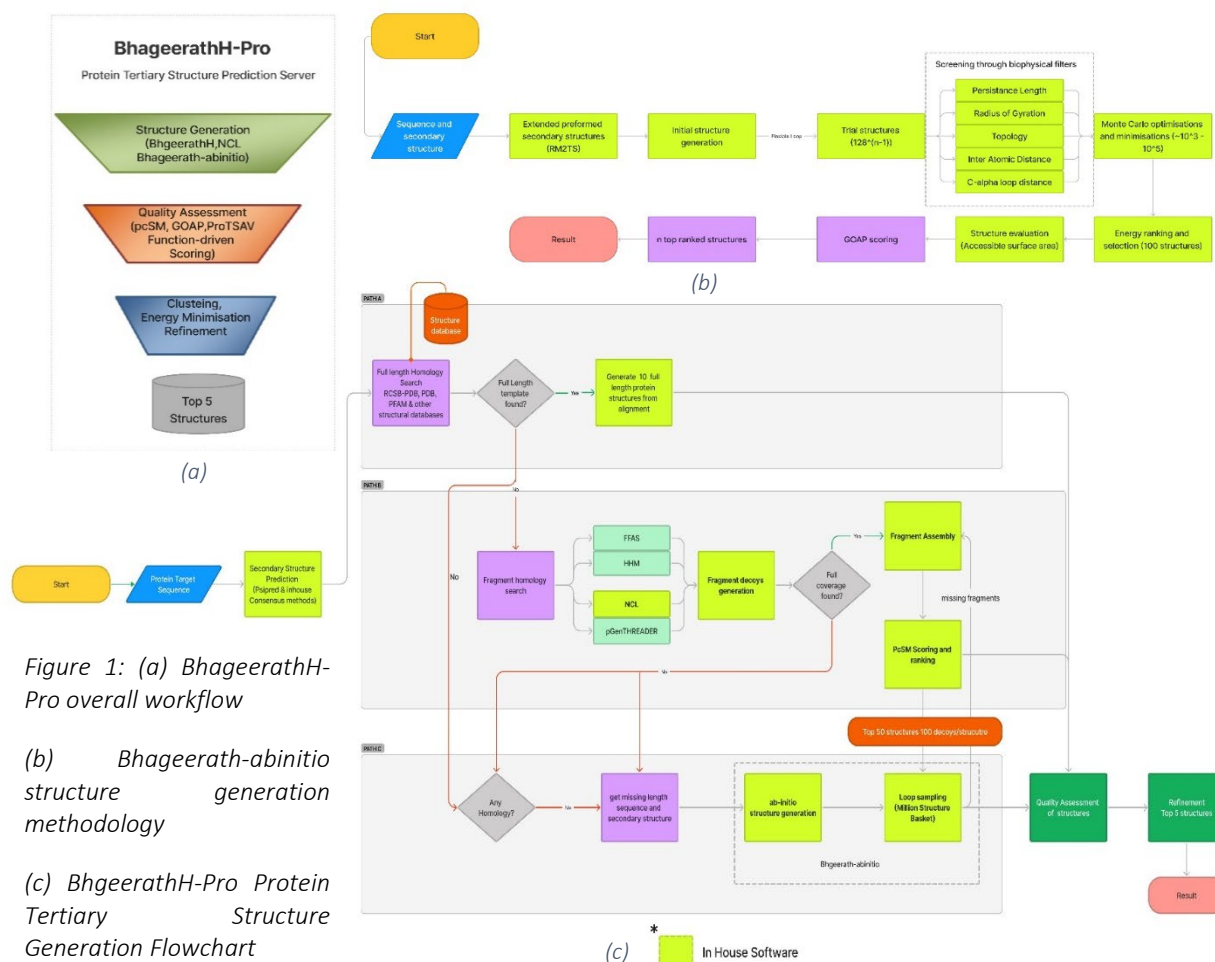 BhageerathH-Pro
Protein Tertiary Structure Prediction Server
Structure Generation
(BhgeerathH,NCL
Bhageerath-abinitio)
Quality Assessment
(pcSM, GOAP,ProTSAV
Function-driven
Scoring)
Clusteing,
Energy Minimisation
Refinement
Top 5
Structures
(a)
Start
Sequence and
secondary
structure
Extended preformed
secondary structures
(RM2TS)
Initial structure
generation
Flexible Loop
Trial structures
(128^(n-1))
Screening through biophysical filters
Persistance Length
Radius of Gyration
Topology
Inter Atomic Distance
C-alpha loop distance
Monte Carlo optimisations
and minimisations (~10^3 -
10^5)
Energy ranking and
selection (100 structures)
Structure evaluation
(Accessible surface area)
GOAP scoring
n top ranked structures
Result
(b)
Start
Protein Target
Sequence
Secondary Structure
Prediction
(Psipred & Inhouse
Consensus methods)
PATH A
Structure
database
Full length Homology
Search
RCSB-PDB, PDB,
PFAM & other
structural databases
Full Length
template
found?
Yes
Generate 10 full
length protein
structures from
alignment
No
No
PATH B
Fragment homology
search
FFAS
HHM
NCL
pGenTHREADER
Fragment decoys
generation
Full
coverage
found?
Yes
Fragment Assembly
missing fragments
PcSM Scoring and
ranking
No
Top 50 structures 100 decoys/strucutre
PATH C
Any
Homology?
No
get missing length
sequence and
secondary structure
ab-initio
structure generation
Loop sampling
(Million Structure
Basket)
Bhgeerath-abinitio
Quality Assessment
of structures
Refinement
Top 5 structures
Result
(c)
*
In House Software
Figure 1: (a) BhageerathH-
Pro overall workflow
(b) Bhageerath-abinitio
structure generation
methodology
(c) BhgeerathH-Pro Protein
Tertiary Structure
Generation Flowchart